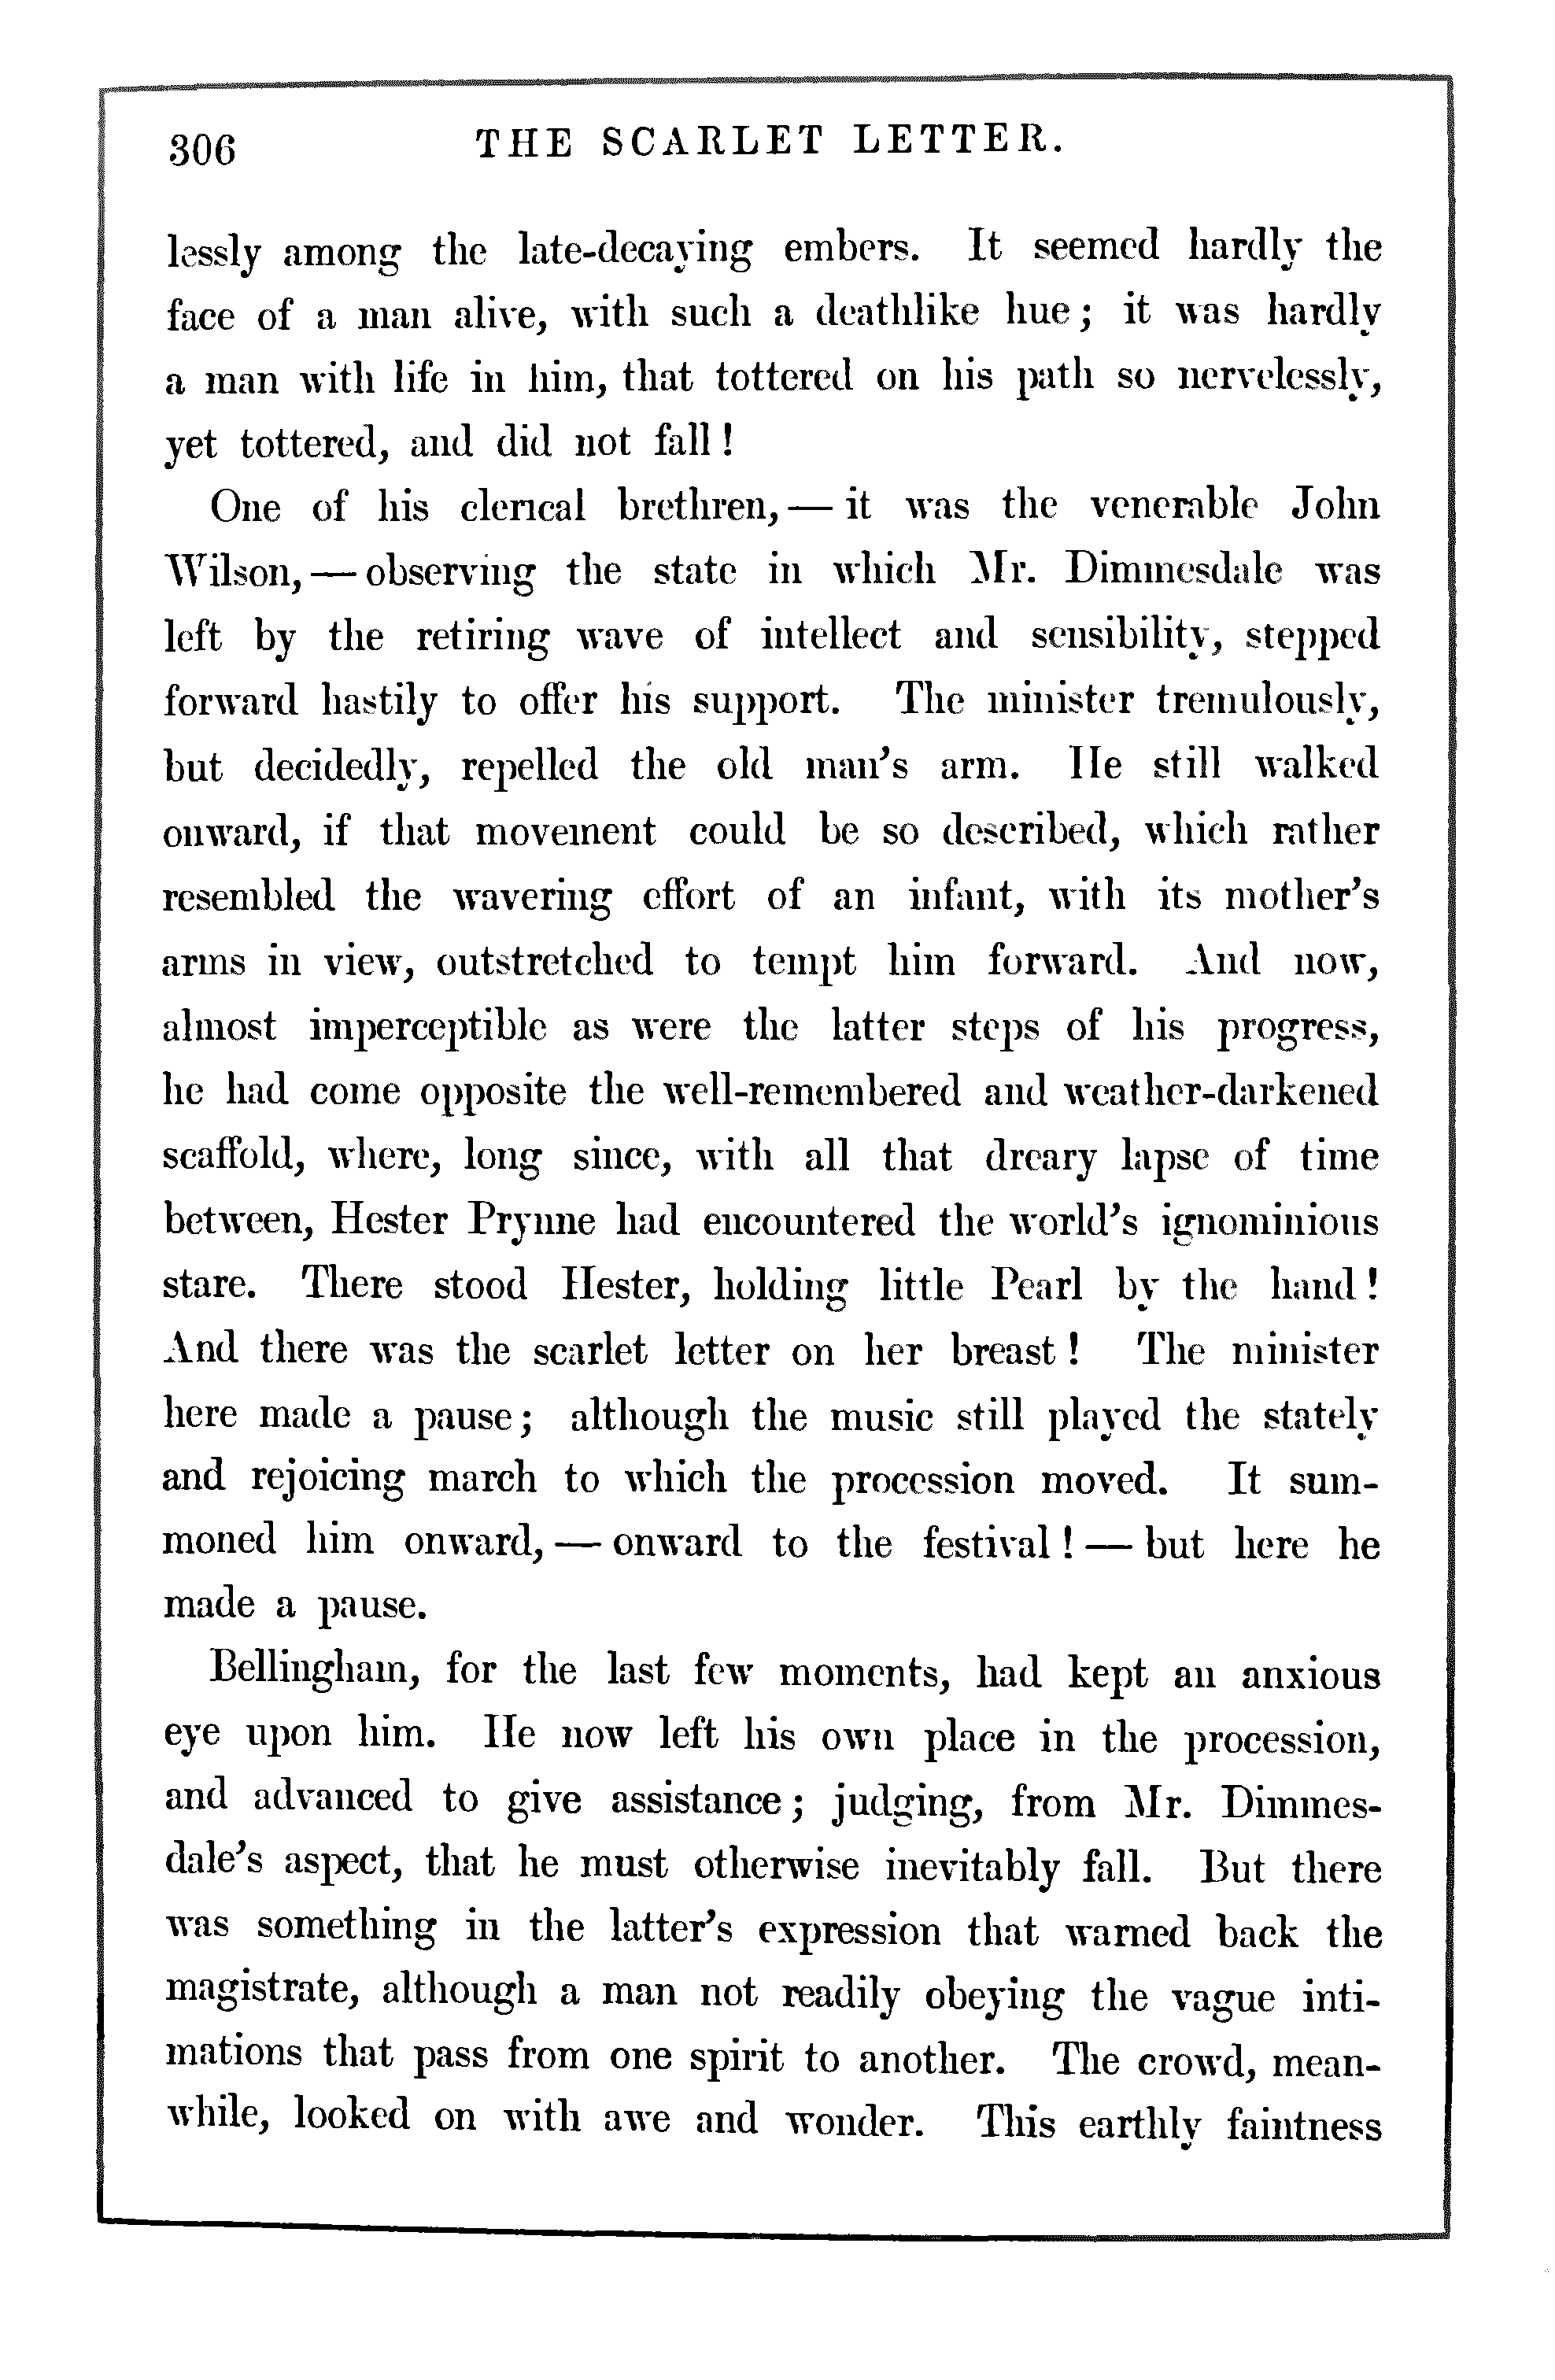 306 THE SCARLET LETTER.
lessly among the late-decaying embers. It seemed hardly the
face of a man alive, with such a deathlike hue; it was hardly
a man with life in him, that tottered on his path so nervelessly,
yet tottered, and did not fall!
One of his clerical brethren,—it was the venerable John
Wilson,—observing the state in which Mr. Dimmesdale was
left by the retiring wave of intellect and sensibility, stepped
forward hastily to offer his support. The minister tremulously,
but decidedly, repelled the old man's arm. He still walked
onward, if that movement could be so described, which rather
resembled the wavering effort of an infant, with its mother's
arms in view, outstretched to tempt him forward. And now,
almost imperceptible as were the latter steps of his progress,
he had come opposite the well-remembered and weather-darkened
scaffold, where, long since, with all that dreary lapse of time
between, Hester Prynne had encountered the world's ignominious
stare. There stood Hester, holding little Pearl by the hand!
And there was the scarlet letter on her breast! The minister
here made a pause; although the music still played the stately
and rejoicing march to which the procession moved. It sum-
moned him onward,—onward to the festival!—but here he
made a pause.
Bellingham, for the last few moments, had kept an anxious
eye upon him. He now left his own place in the procession,
and advanced to give assistance; judging, from Mr. Dimmes-
dale's aspect, that he must otherwise inevitably fall. But there
was something in the latter's expression that warned back the
magistrate, although a man not readily obeying the vague inti-
mations that pass from one spirit to another. The crowd, mean-
while, looked on with awe and wonder. This earthly faintness